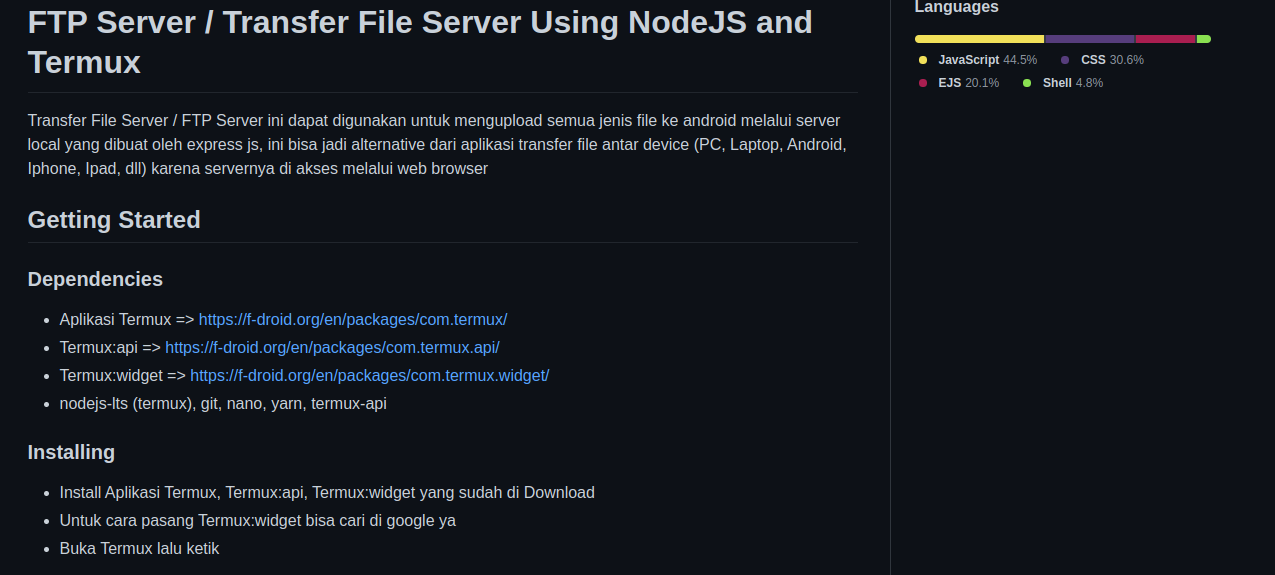 FTP Server / Transfer File Server Using NodeJS and
Termux
Transfer File Server / FTP Server ini dapat digunakan untuk mengupload semua jenis file ke android melalui server
local yang dibuat oleh express js, ini bisa jadi alternative dari aplikasi transfer file antar device (PC, Laptop, Android,
Iphone, Ipad, dll) karena servernya di akses melalui web browser
Getting Started
Dependencies
• Aplikasi Termux => https://f-droid.org/en/packages/com.termux/
• Termux:api => https://f-droid.org/en/packages/com.termux.api/
• Termux:widget => https://f-droid.org/en/packages/com.termux.widget/
• nodejs-lts (termux), git, nano, yarn, termux-api
Installing
• Install Aplikasi Termux, Termux:api, Termux:widget yang sudah di Download
• Untuk cara pasang Termux:widget bisa cari di google ya
• Buka Termux lalu ketik
Languages
JavaScript 44.5% CSS 30.6%
EJS 20.1% Shell 4.8%